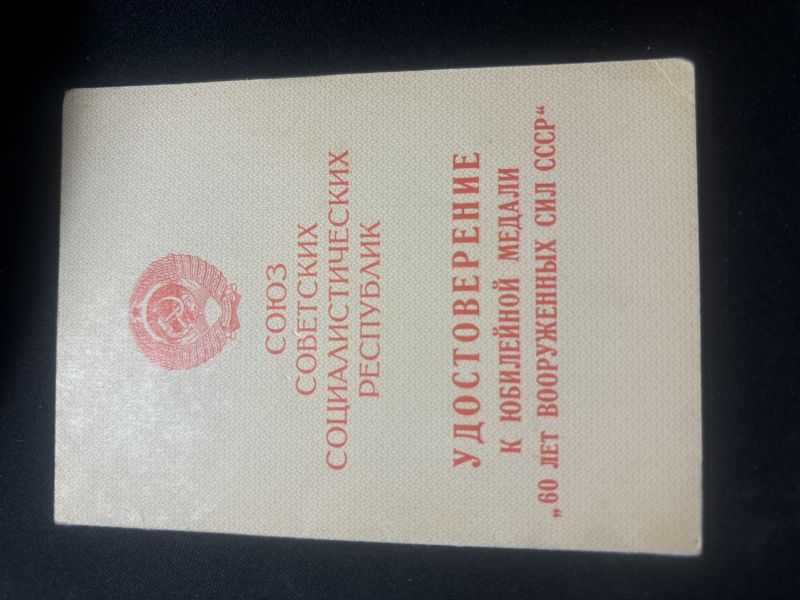 СОЮЗ
СОВЕТСКИХ
СОЦИАЛИСТИЧЕСКИХ
РЕСПУБЛИК
УДОСТОВЕРЕНИЕ
К ЮБИЛЕЙНОЙ МЕДАЛИ
„60 ЛЕТ ВООРУЖЕННЫХ СИЛ СССР“